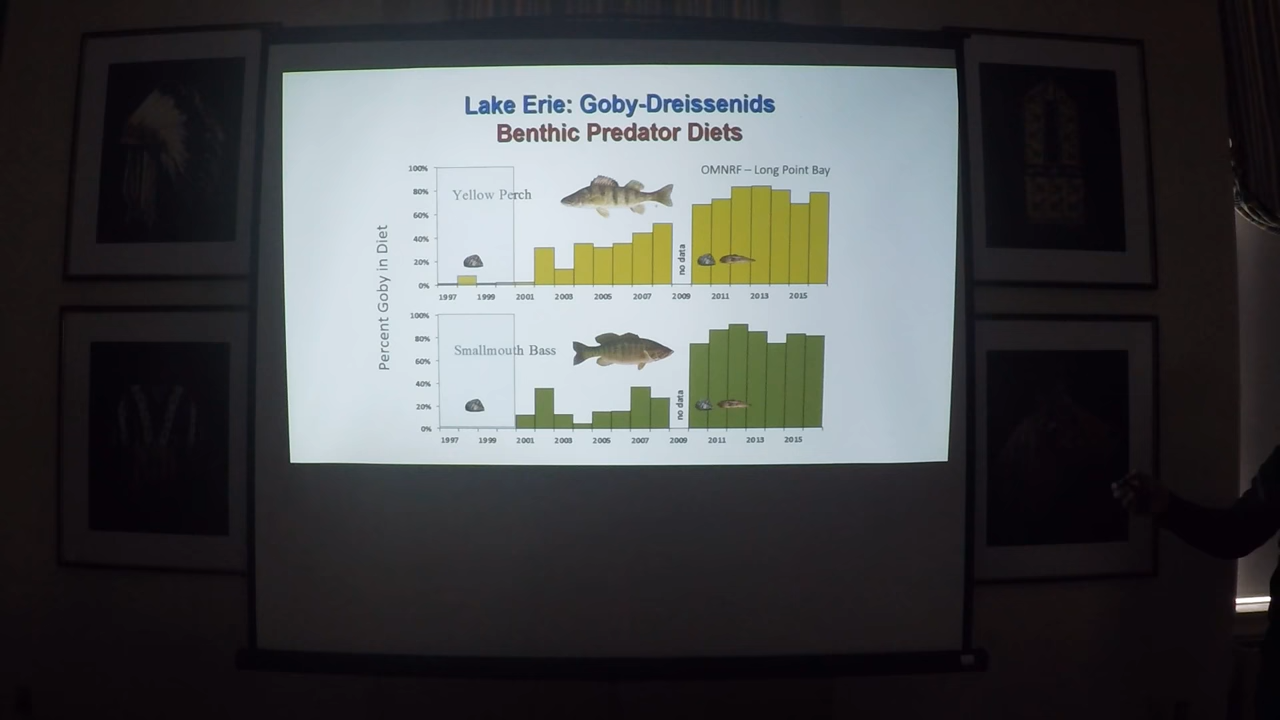 Lake Erie: Goby-Dreissenids
Benthic Predator Diets
OMNRF – Long Point Bay
Percent Goby in Diet
100%
80%
60%
40%
20%
0%
Yellow Perch
no data
1997 1999 2001 2003 2005 2007 2009 2011 2013 2015
100%
80%
60%
40%
20%
0%
Smallmouth Bass
no data
1997 1999 2001 2003 2005 2007 2009 2011 2013 2015